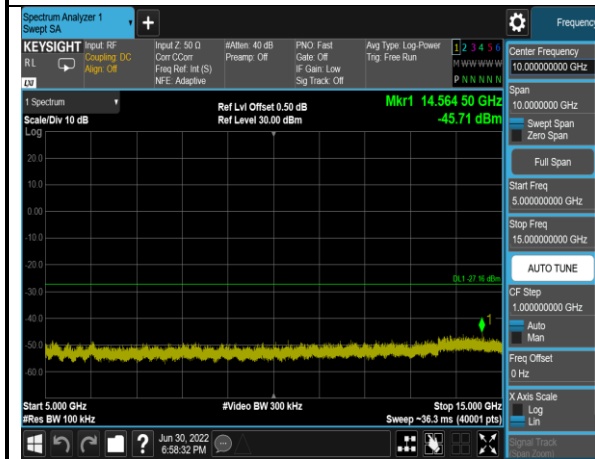 Spectrum Analyzer 1
Swept SA
Frequency
KEYSIGHT
RL
LXI
Input: RF
Coupling: DC
Align: Off
Input Z: 50 Ω
Corr CCorr
Freq Ref: Int (S)
NFE: Adaptive
#Atten: 40 dB
Preamp: Off
PNO: Fast
Gate: Off
IF Gain: Low
Sig Track: Off
Avg Type: Log-Power
Trig: Free Run
1 2 3 4 5 6
M W W W W W
P N N N N N
1 Spectrum
Scale/Div 10 dB
Ref Lvl Offset 0.50 dB
Ref Level 30.00 dBm
Mkr1 14.564 50 GHz
-45.71 dBm
Log
20.0
10.0
0.00
-10.0
-20.0
-30.0
-40.0
-50.0
-60.0
DL1 -27.16 dBm
1
Start 5.000 GHz
#Res BW 100 kHz
#Video BW 300 kHz
Stop 15.000 GHz
Sweep ~36.3 ms (40001 pts)
?
Jun 30, 2022
6:58:32 PM
Center Frequency
10.000000000 GHz
Span
10.0000000 GHz
Swept Span
Zero Span
Full Span
Start Freq
5.000000000 GHz
Stop Freq
15.000000000 GHz
AUTO TUNE
CF Step
1.000000000 GHz
Auto
Man
Freq Offset
0 Hz
X Axis Scale
Log
Lin
Signal Track
(Span Zoom)